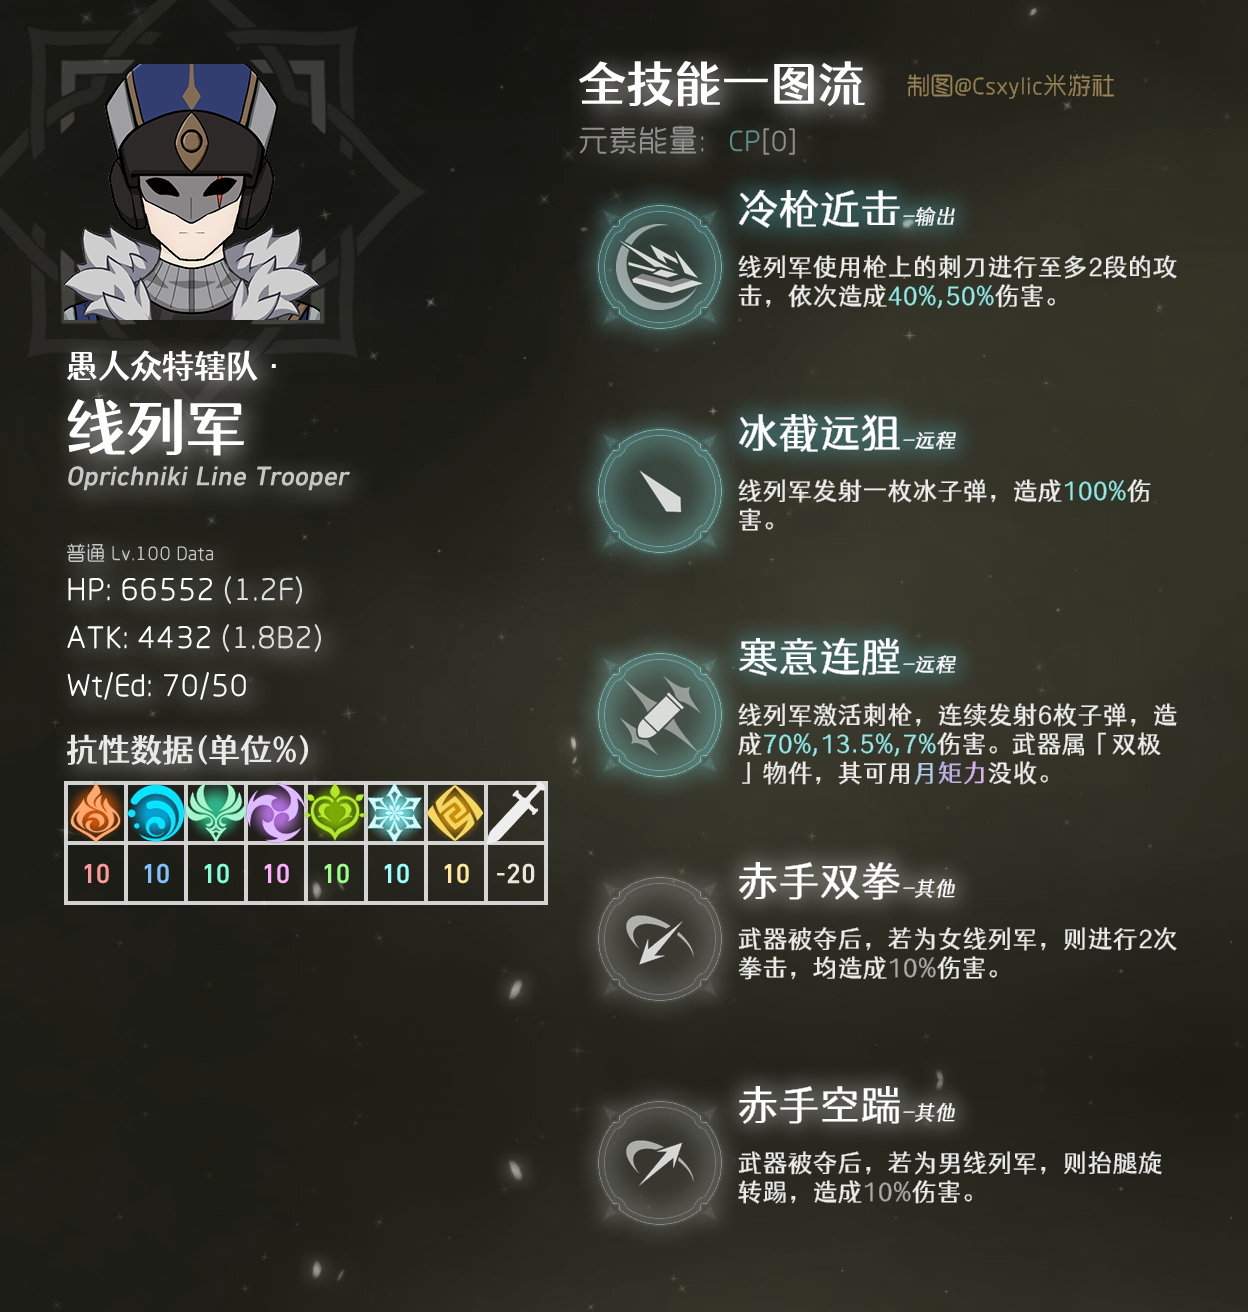 全技能一图流
制图@Csxylic米游社
元素能量: CP[0]
愚人众特辖队 ·
线列军
Oprichniki Line Trooper
普通 Lv.100 Data
HP: 66552 (1.2F)
ATK: 4432 (1.8B2)
Wt/Ed: 70/50
抗性数据(单位%)
10 10 10 10 10 10 10 -20
冷枪近击-输出
线列军使用枪上的刺刀进行至多2段的攻
击，依次造成40%,50%伤害。
冰截远狙-远程
线列军发射一枚冰子弹，造成100%伤
害。
寒意连膛-远程
线列军激活刺枪，连续发射6枚子弹，造
成70%,13.5%,7%伤害。武器属「双极
」物件，其可用月矩力没收。
赤手双拳-其他
武器被夺后，若为女线列军，则进行2次
拳击，均造成10%伤害。
赤手空踹-其他
武器被夺后，若为男线列军，则抬腿旋
转踢，造成10%伤害。